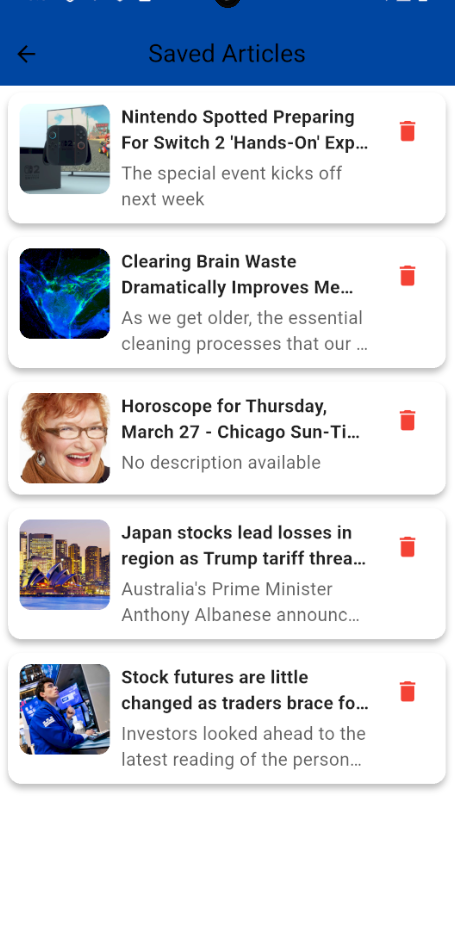 Saved Articles
Nintendo Spotted Preparing
For Switch 2 'Hands-On' Exp…
The special event kicks off
next week
Clearing Brain Waste
Dramatically Improves Me…
As we get older, the essential
cleaning processes that our …
Horoscope for Thursday,
March 27 - Chicago Sun-Ti…
No description available
Japan stocks lead losses in
region as Trump tariff threa…
Australia's Prime Minister
Anthony Albanese announc…
Stock futures are little
changed as traders brace fo…
Investors looked ahead to the
latest reading of the person…